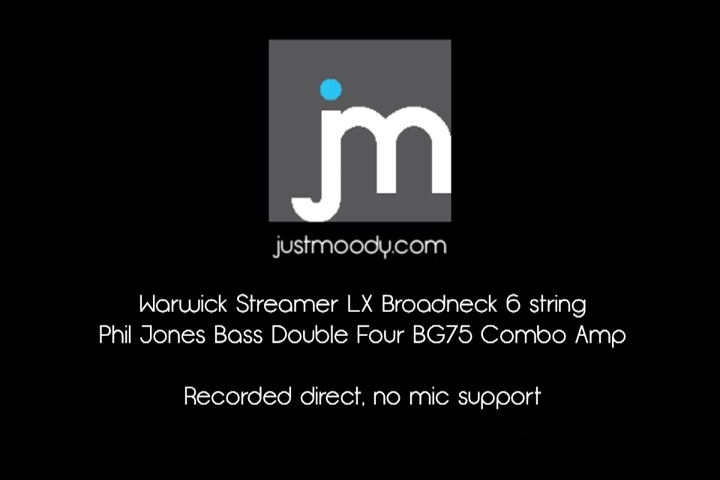 jm
justmoody.com
Warwick Streamer LX Broadneck 6 string
Phil Jones Bass Double Four BG75 Combo Amp
Recorded direct, no mic support